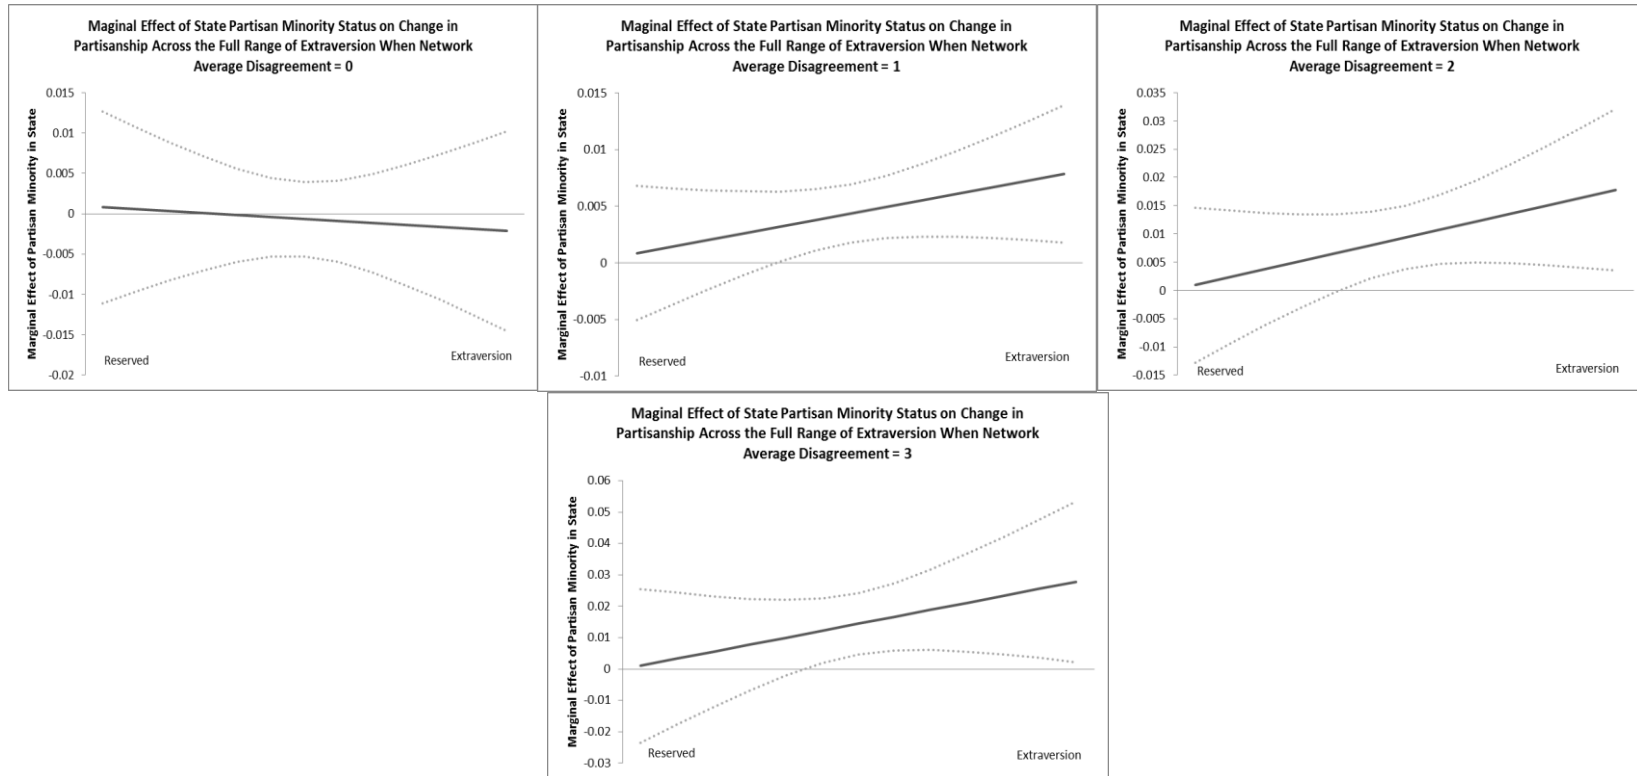 Maginal Effect of State Partisan Minority Status on Change in
Partisanship Across the Full Range of Extraversion When Network
Average Disagreement = 0
Marginal Effect of Partisan Minority in State
0.015
0.01
0.005
0
-0.005
-0.01
-0.015
-0.02
Reserved
Extraversion
Maginal Effect of State Partisan Minority Status on Change in
Partisanship Across the Full Range of Extraversion When Network
Average Disagreement = 1
Marginal Effect of Partisan Minority in State
0.015
0.01
0.005
0
-0.005
-0.01
Reserved
Extraversion
Maginal Effect of State Partisan Minority Status on Change in
Partisanship Across the Full Range of Extraversion When Network
Average Disagreement = 2
Marginal Effect of Partisan Minority in State
0.035
0.03
0.025
0.02
0.015
0.01
0.005
0
-0.005
-0.01
-0.015
Reserved
Extraversion
Maginal Effect of State Partisan Minority Status on Change in
Partisanship Across the Full Range of Extraversion When Network
Average Disagreement = 3
Marginal Effect of Partisan Minority in State
0.06
0.05
0.04
0.03
0.02
0.01
0
-0.01
-0.02
-0.03
Reserved
Extraversion